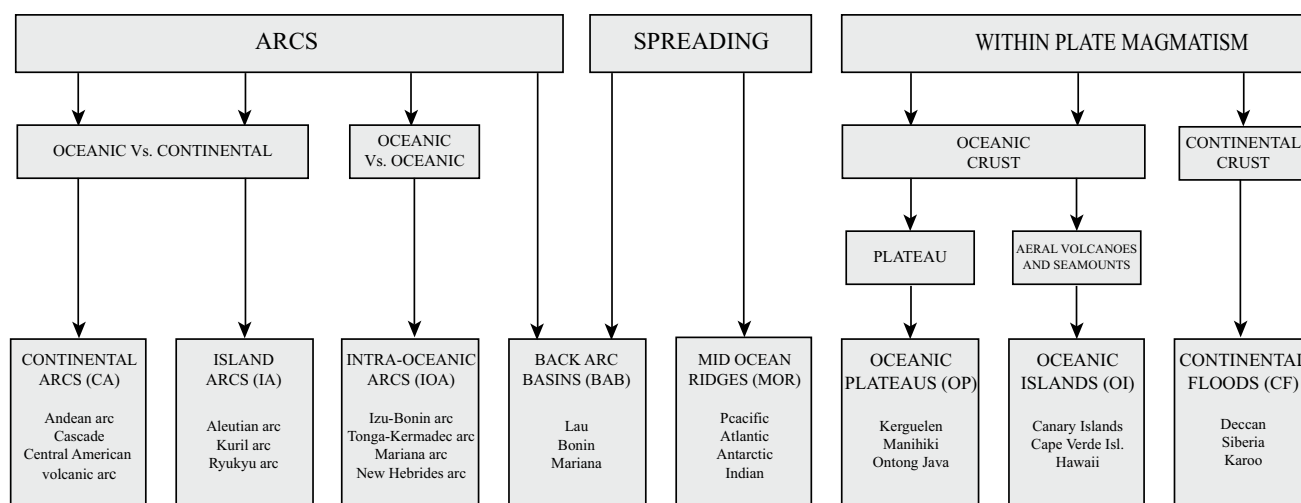 ARCS
SPREADING
WITHIN PLATE MAGMATISM
OCEANIC Vs. CONTINENTAL
OCEANIC
Vs. OCEANIC
OCEANIC
CRUST
CONTINENTAL
CRUST
PLATEAU
AERAL VOLCANOES
AND SEAMOUNTS
CONTINENTAL
ARCS (CA)
Andean arc
Cascade
Central American
volcanic arc
ISLAND
ARCS (IA)
Aleutian arc
Kuril arc
Ryukyu arc
INTRA-OCEANIC
ARCS (IOA)
Izu-Bonin arc
Tonga-Kermadec arc
Mariana arc
New Hebrides arc
BACK ARC
BASINS (BAB)
Lau
Bonin
Mariana
MID OCEAN
RIDGES (MOR)
Pcacific
Atlantic
Antarctic
Indian
OCEANIC
PLATEAUS (OP)
Kerguelen
Manihiki
Ontong Java
OCEANIC
ISLANDS (OI)
Canary Islands
Cape Verde Isl.
Hawaii
CONTINENTAL
FLOODS (CF)
Deccan
Siberia
Karoo